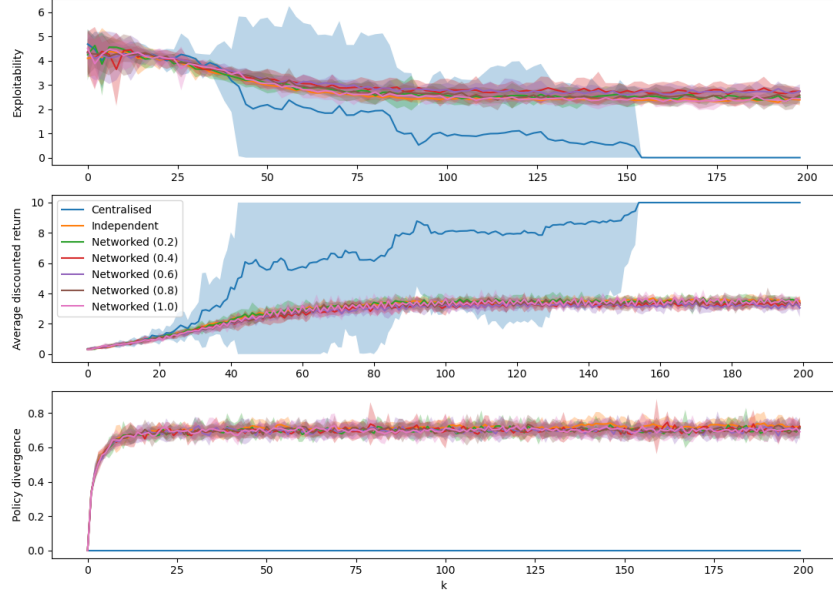 6
5
4
3
2
1
0
Exploitability
0 25 50 75 100 125 150 175 200
10
8
6
4
2
0
Average discounted return
Centralised
Independent
Networked (0.2)
Networked (0.4)
Networked (0.6)
Networked (0.8)
Networked (1.0)
0 20 40 60 80 100 120 140 160 180 200
0.8
0.6
0.4
0.2
0.0
Policy divergence
0 25 50 75 100 125 150 175 200
k